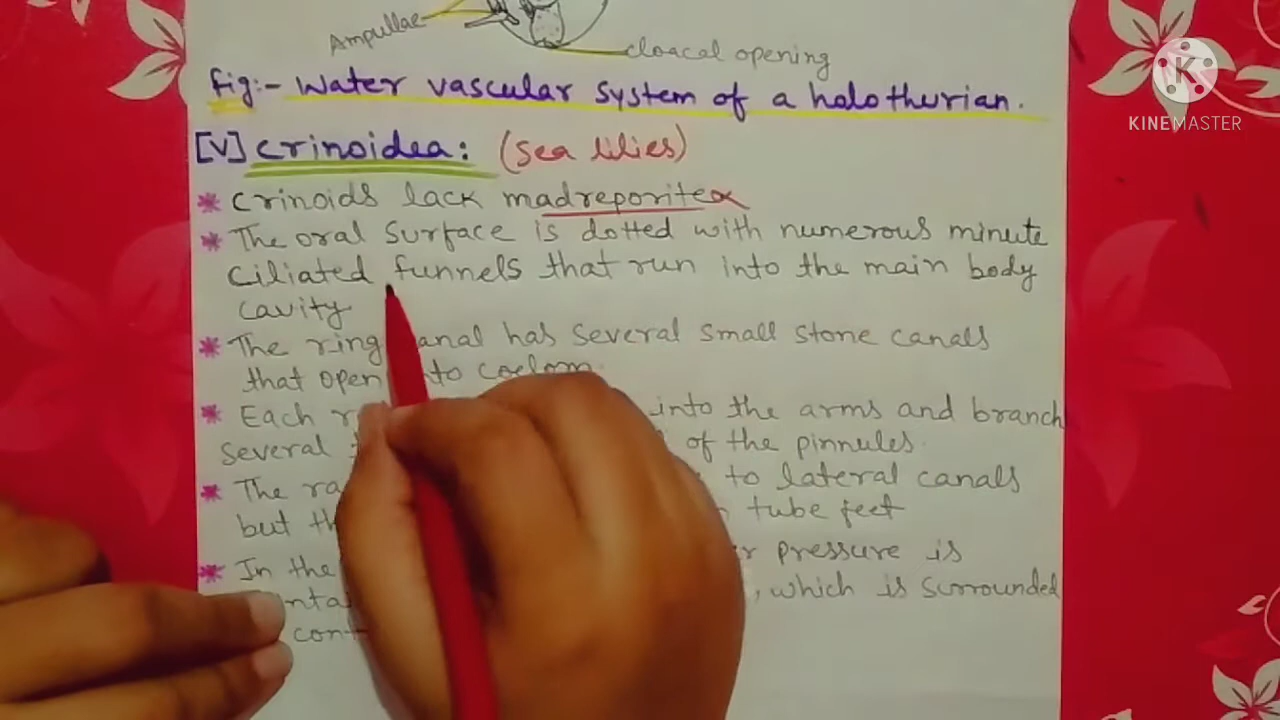 Ampullae
cloacal opening
fig:- Water vascular system of a holothurian.
KINEMASTER
[V] Crinoidea: (Sea lilies)
* Crinoids lack madreporite
* The oral surface is dotted with numerous minute
ciliated funnels that run into the main body
cavity
* The ring canal has several small stone canals
that open into coelom.
* Each into the arms and branch
several of the pinnules.
* The to lateral canals
but tube feet
* In the pressure is
, which is surrounded